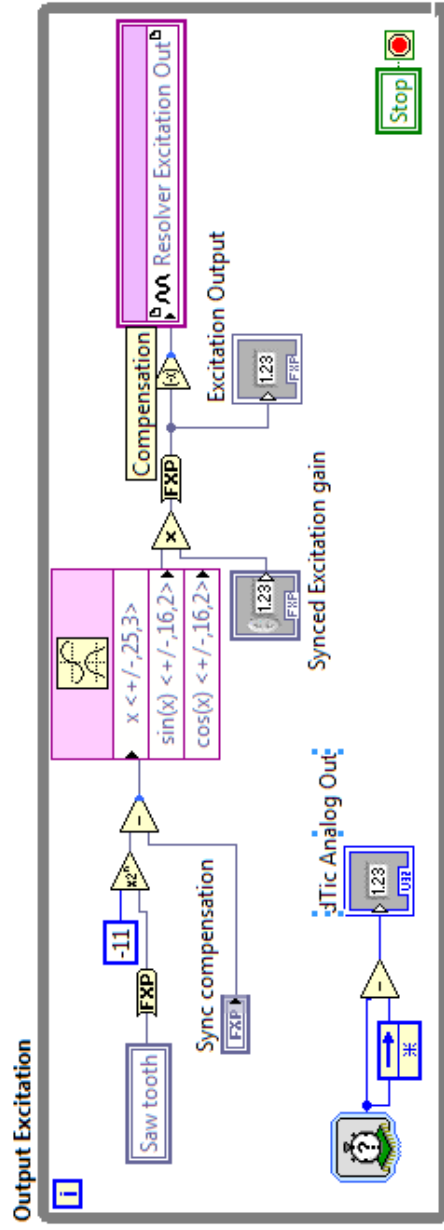 Output Excitation
i
Saw tooth
FXP
-11
x2ⁿ
-
Sync compensation
FXP
x <+/-,25,3>
sin(x) <+/-,16,2>
cos(x) <+/-,16,2>
x
FXP
Compensation
(x)
Resolver Excitation Out
Synced Excitation gain
1.23
FXP
Excitation Output
1.23
FXP
?
-
dTic Analog Out
1.23
U32
Stop